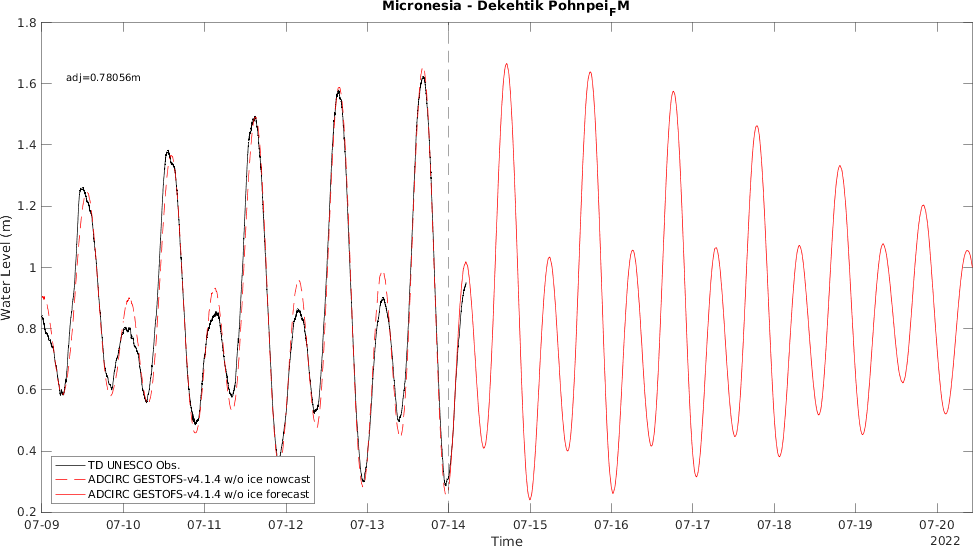 Micronesia - Dekehtik Pohnpei_FM
1.8
1.6
1.4
1.2
1
0.8
0.6
0.4
0.2
Water Level (m)
adj=0.78056m
TD UNESCO Obs.
ADCIRC GESTOFS-v4.1.4 w/o ice nowcast
ADCIRC GESTOFS-v4.1.4 w/o ice forecast
07-09 07-10 07-11 07-12 07-13 07-14 07-15 07-16 07-17 07-18 07-19 07-20
Time
2022